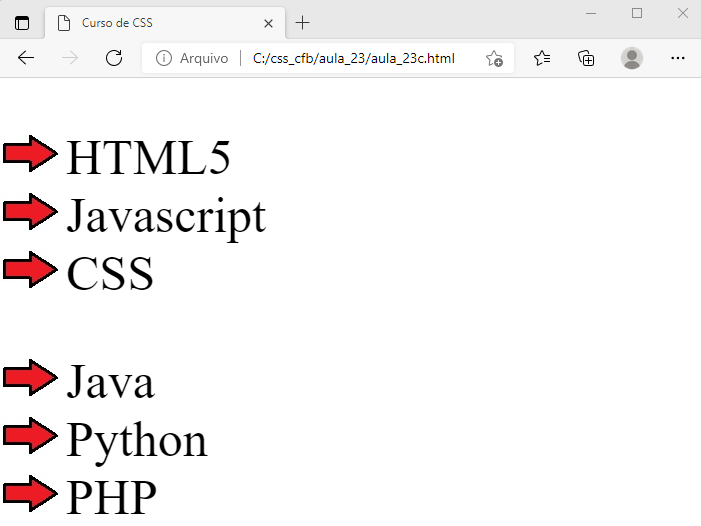 Curso de CSS
Arquivo C:/css_cfb/aula_23/aula_23c.html
HTML5
Javascript
CSS
Java
Python
PHP